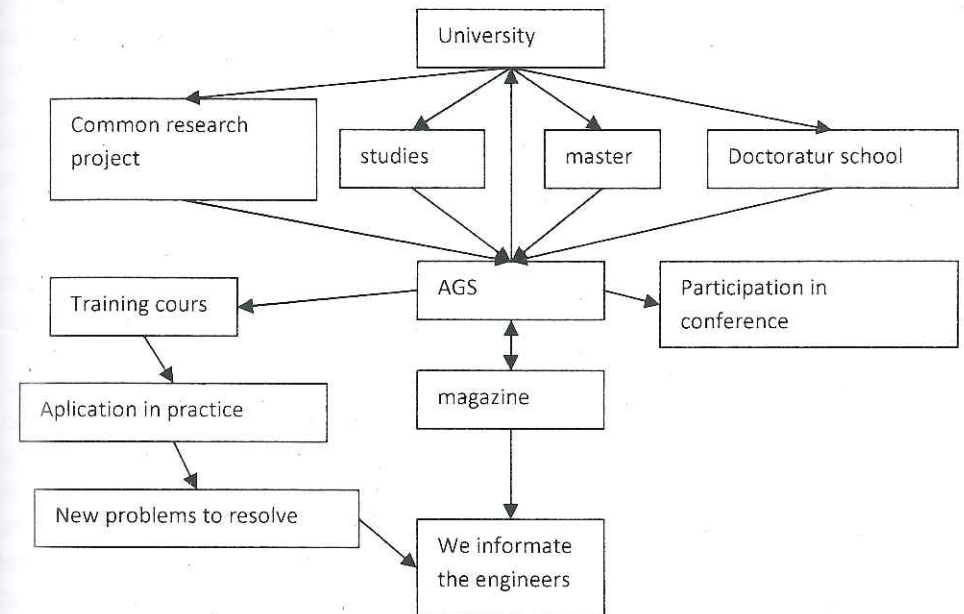 University
Common research
project
studies
master
Doctoratur school
AGS
Training cours
Participation in
conference
Aplication in practice
magazine
New problems to resolve
We informate
the engineers